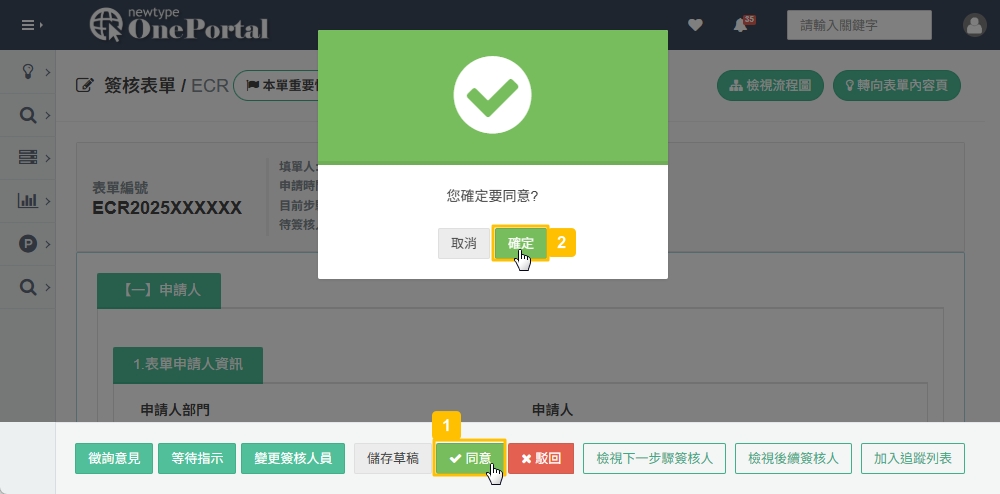 newtype
OnePortal
35
請輸入關鍵字
簽核表單 / ECR
本單重要
檢視流程圖
轉向表單內容頁
表單編號
ECR2025XXXXXX
填單人
申請時
目前步
待簽核
您確定要同意?
取消
確定
2
P
【一】申請人
1.表單申請人資訊
申請人部門
申請人
1
徵詢意見
等待指示
變更簽核人員
儲存草稿
同意
駁回
檢視下一步驟簽核人
檢視後續簽核人
加入追蹤列表